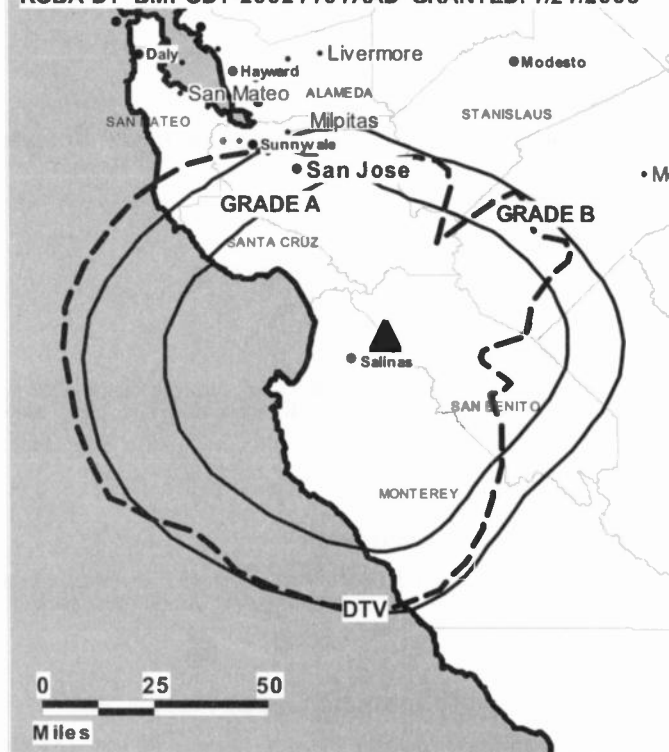 Daly
Livermore
Hayward
Modesto
San Mateo
ALAMEDA
STANISLAUS
SAN MATEO
Milpitas
Sunnyvale
San Jose
GRADE A
GRADE B
SANTA CRUZ
Salinas
SAN BENITO
MONTEREY
DTV
0 25 50
Miles